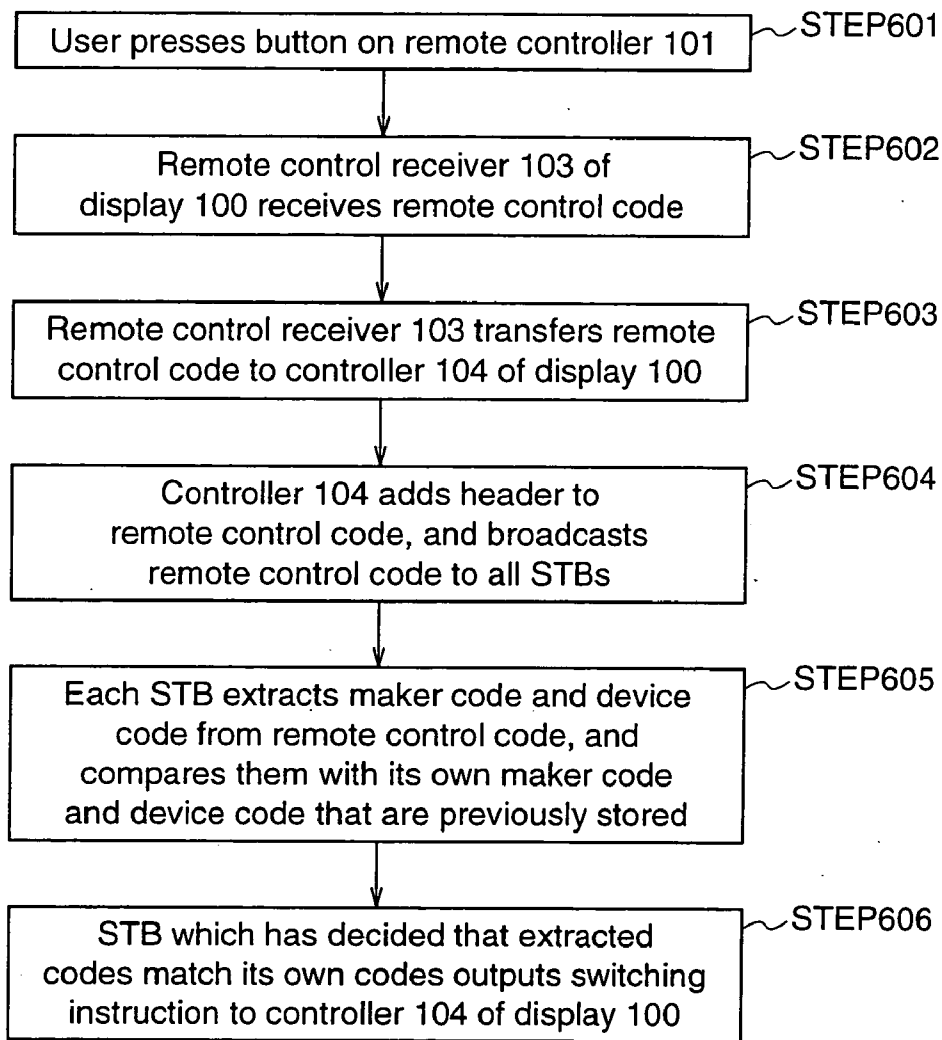 User presses button on remote controller 101
STEP601
Remote control receiver 103 of
display 100 receives remote control code
STEP602
Remote control receiver 103 transfers remote
control code to controller 104 of display 100
STEP603
Controller 104 adds header to
remote control code, and broadcasts
remote control code to all STBs
STEP604
Each STB extracts maker code and device
code from remote control code, and
compares them with its own maker code
and device code that are previously stored
STEP605
STB which has decided that extracted
codes match its own codes outputs switching
instruction to controller 104 of display 100
STEP606